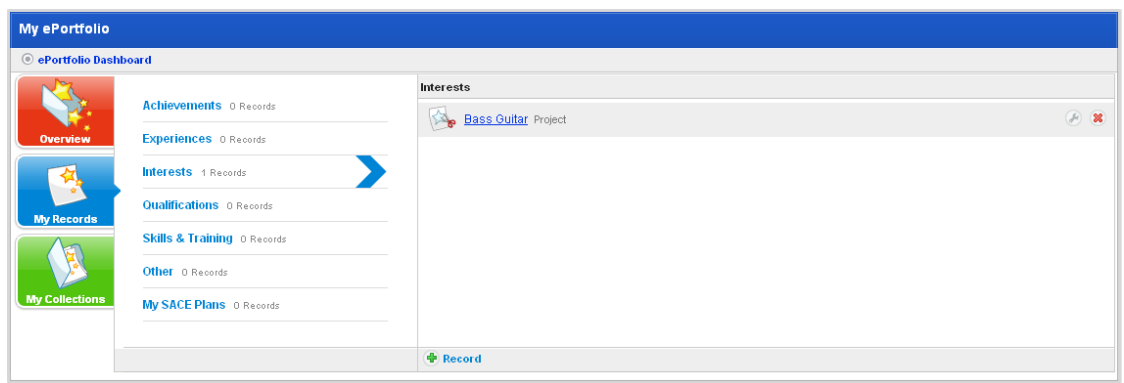 My ePortfolio
ePortfolio Dashboard
Overview
My Records
My Collections
Achievements 0 Records
Experiences 0 Records
Interests 1 Records
Qualifications 0 Records
Skills & Training 0 Records
Other 0 Records
My SACE Plans 0 Records
Interests
Bass Guitar Project
Record